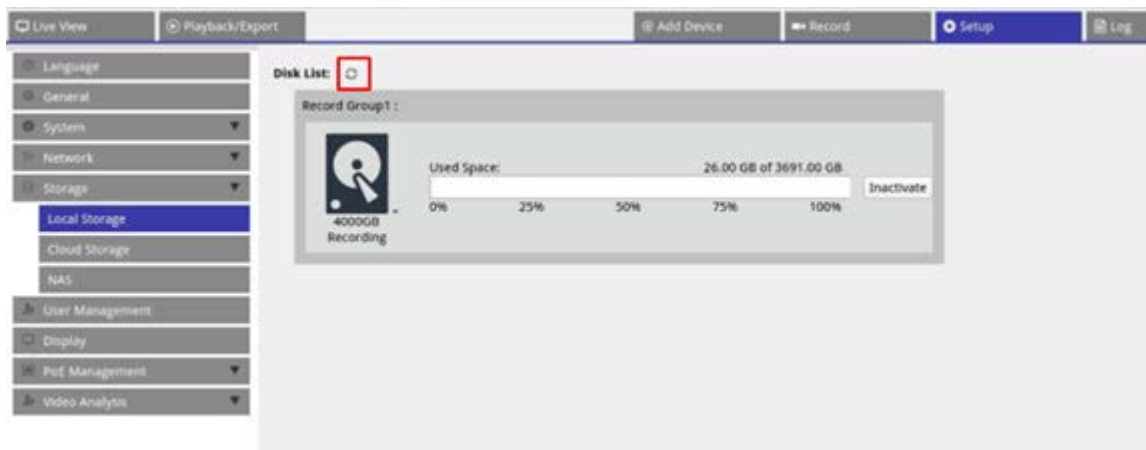 Live View
Playback/Export
Add Device
Record
Setup
Log
Language
General
System
Network
Storage
Local Storage
Cloud Storage
NAS
User Management
Display
PoE Management
Video Analysis
Disk List:
Record Group1 :
4000GB
Recording
Used Space:
26.00 GB of 3691.00 GB
0% 25% 50% 75% 100%
Inactivate